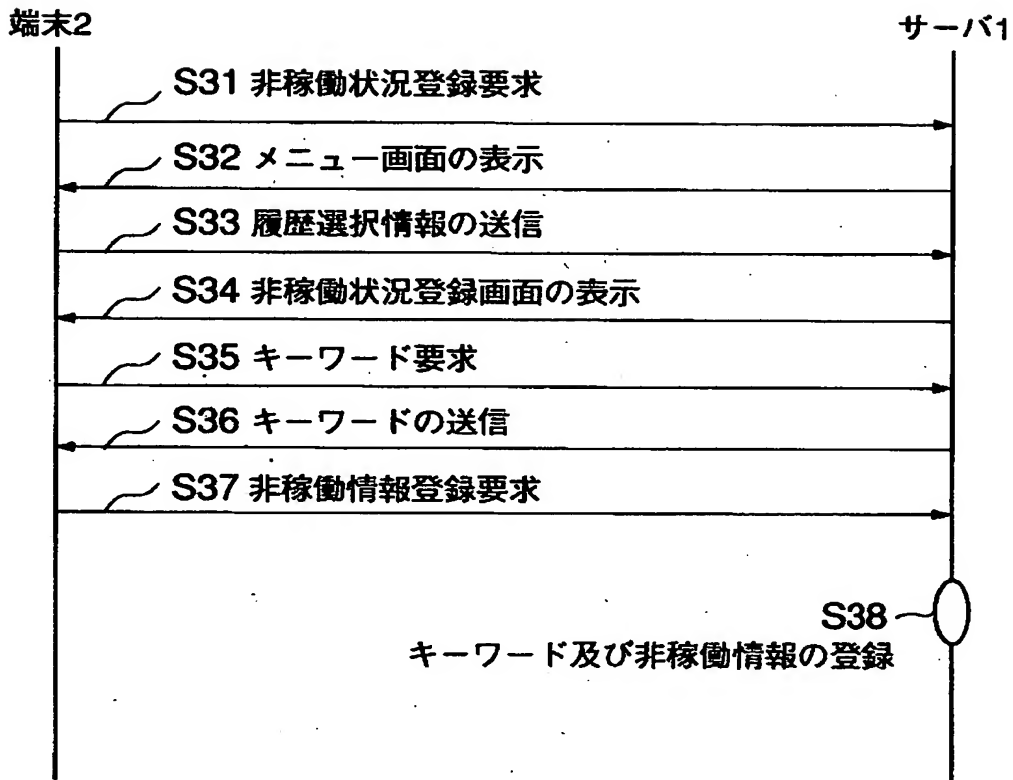 端末2
サーバ1
S31 非稼働状況登録要求
S32 メニュー画面の表示
S33 履歴選択情報の送信
S34 非稼働状況登録画面の表示
S35 キーワード要求
S36 キーワードの送信
S37 非稼働情報登録要求
S38
キーワード及び非稼働情報の登録